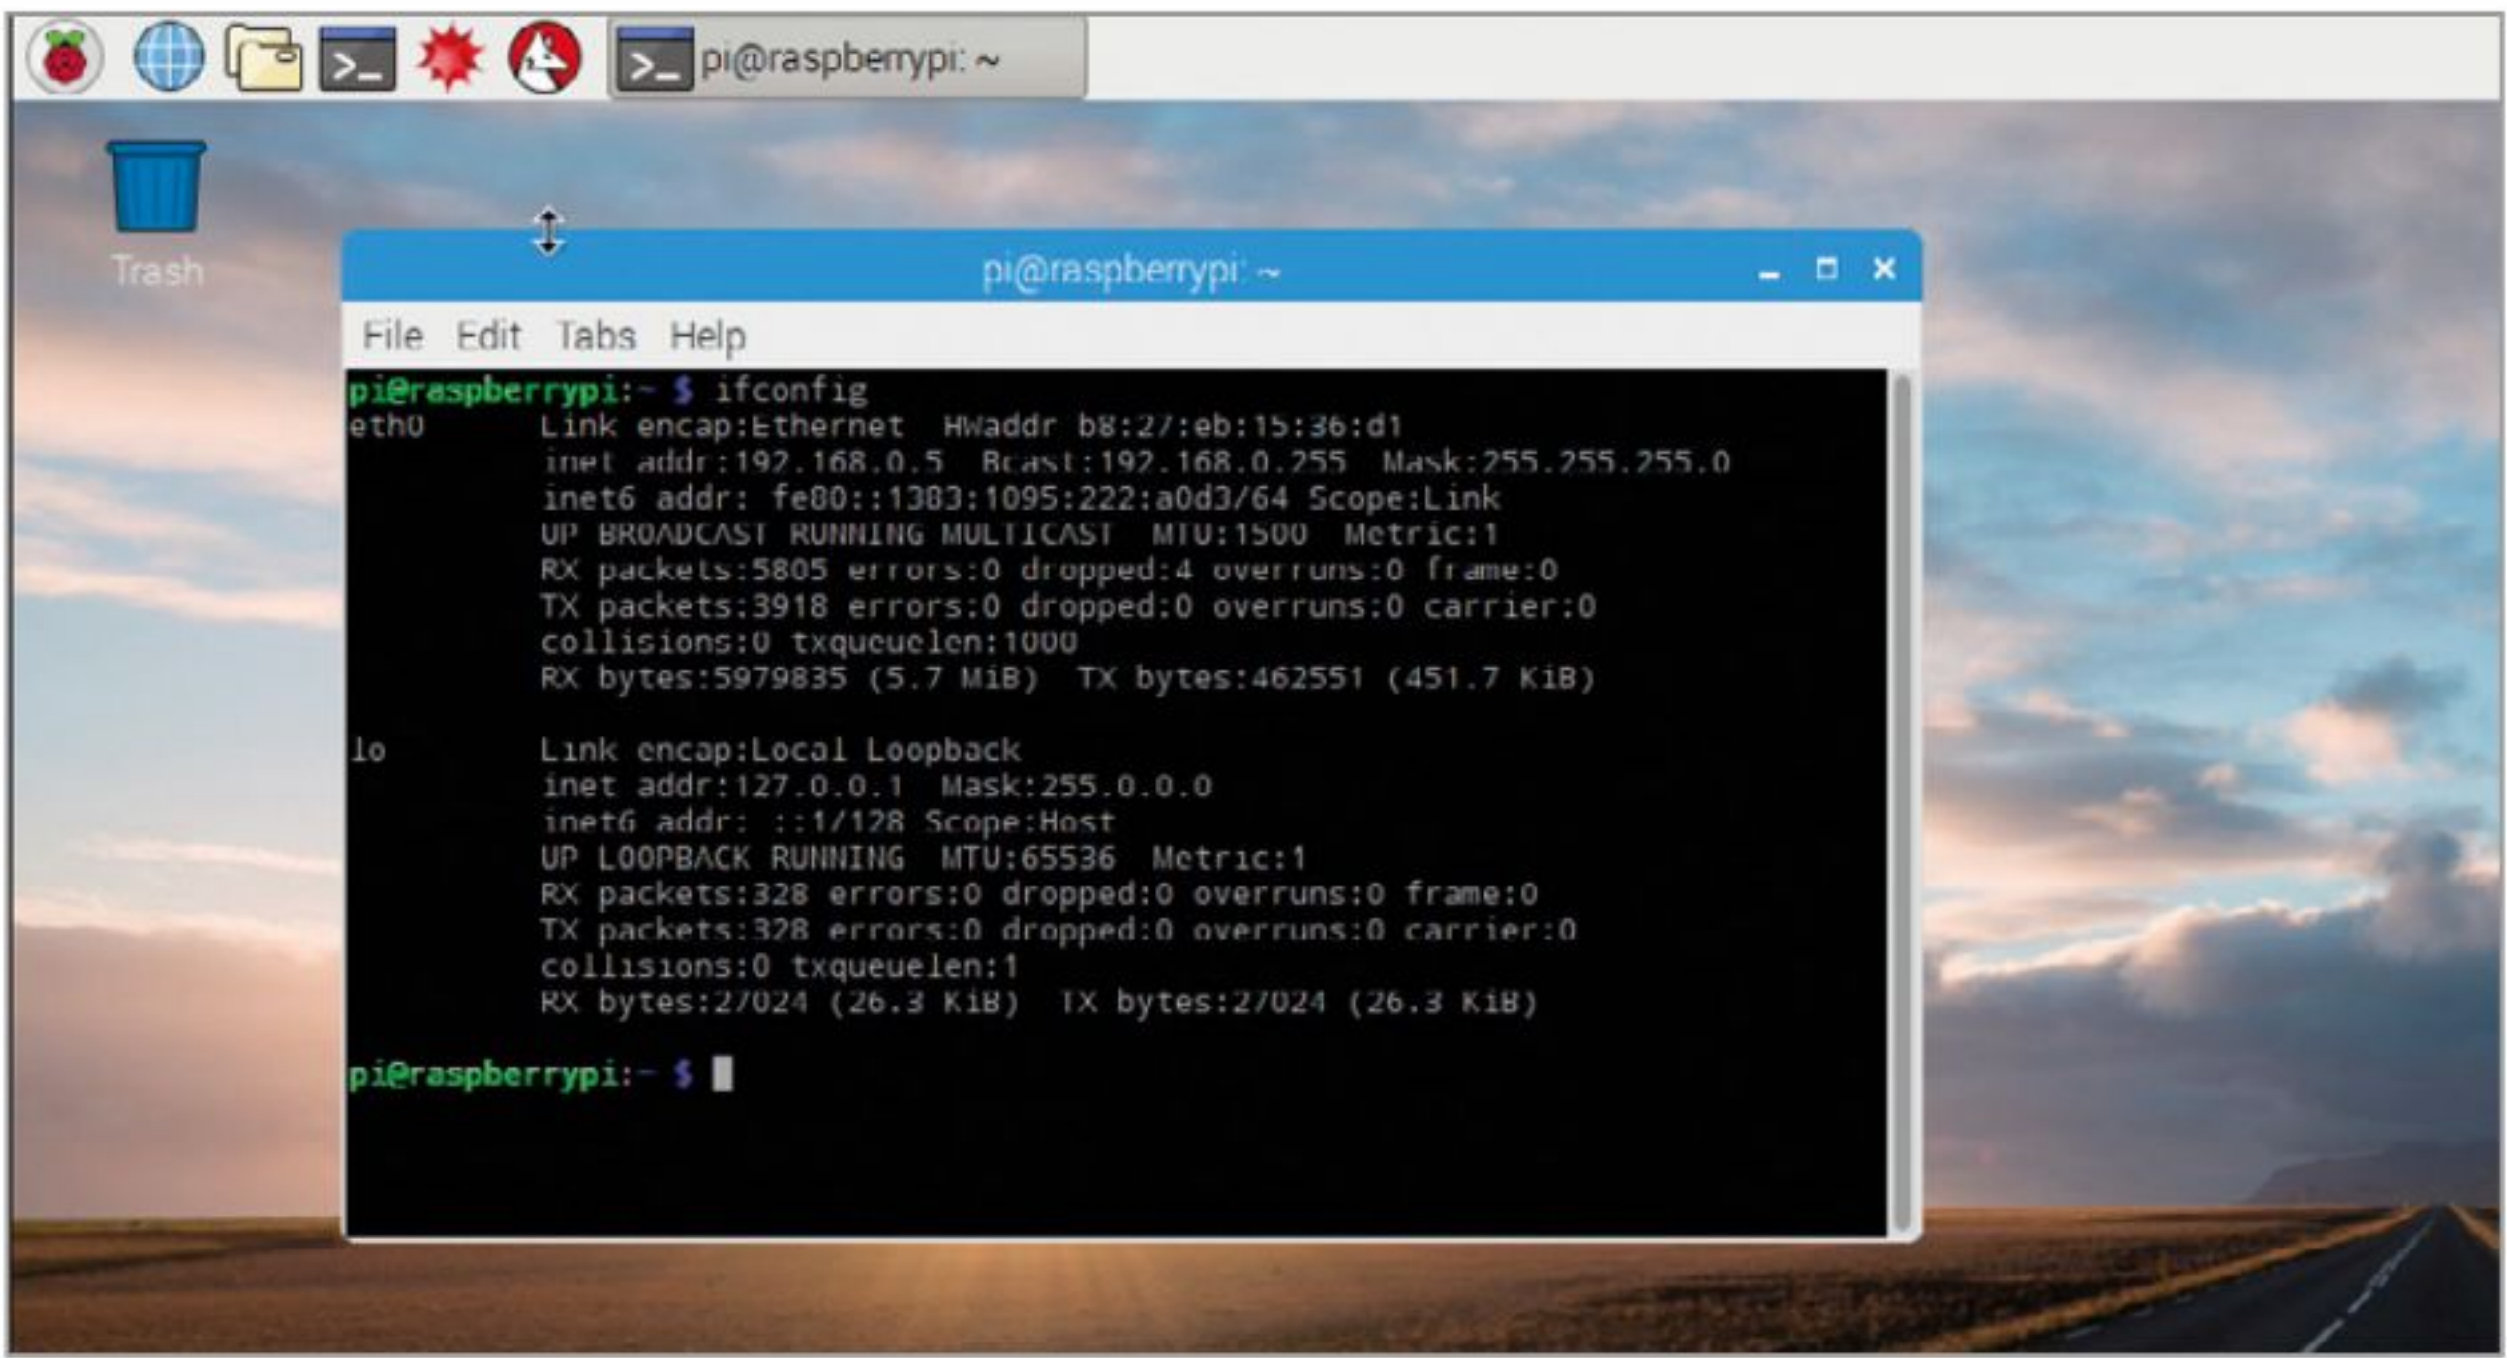 pi@raspberrypi: ~
Trash
pi@raspberrypi: ~
File Edit Tabs Help
pi@raspberrypi:~ $ ifconfig
eth0 Link encap:Ethernet HWaddr b8:27:eb:15:36:d1
inet addr:192.168.0.5 Bcast:192.168.0.255 Mask:255.255.255.0
inet6 addr: fe80::1383:1095:222:a0d3/64 Scope:Link
UP BROADCAST RUNNING MULTICAST MTU:1500 Metric:1
RX packets:5805 errors:0 dropped:4 overruns:0 frame:0
TX packets:3918 errors:0 dropped:0 overruns:0 carrier:0
collisions:0 txqueuelen:1000
RX bytes:5979835 (5.7 MiB) TX bytes:462551 (451.7 KiB)
lo Link encap:Local Loopback
inet addr:127.0.0.1 Mask:255.0.0.0
inet6 addr: ::1/128 Scope:Host
UP LOOPBACK RUNNING MTU:65536 Metric:1
RX packets:328 errors:0 dropped:0 overruns:0 frame:0
TX packets:328 errors:0 dropped:0 overruns:0 carrier:0
collisions:0 txqueuelen:1
RX bytes:27024 (26.3 KiB) TX bytes:27024 (26.3 KiB)
pi@raspberrypi:~ $